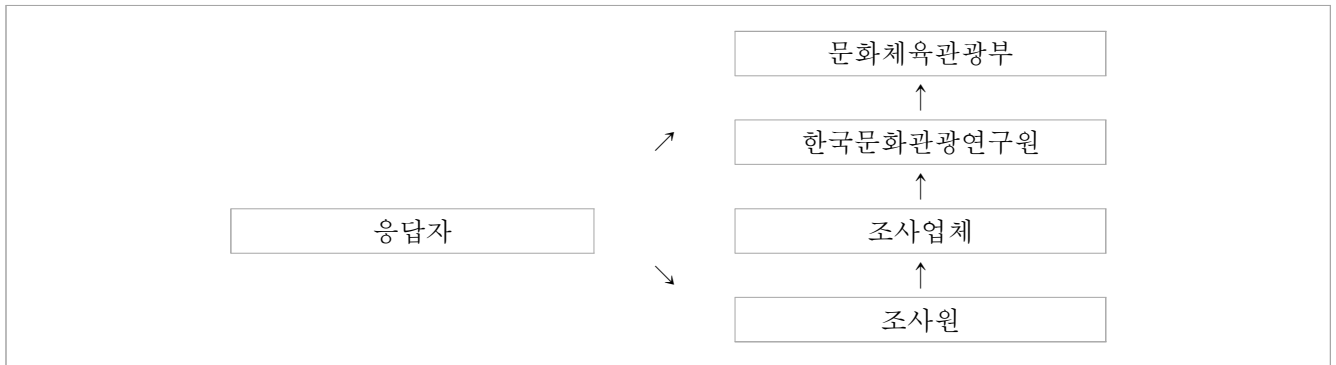 문화체육관광부
↑
↗ 한국문화관광연구원
↑
응답자 조사업체
↘ ↑
조사원